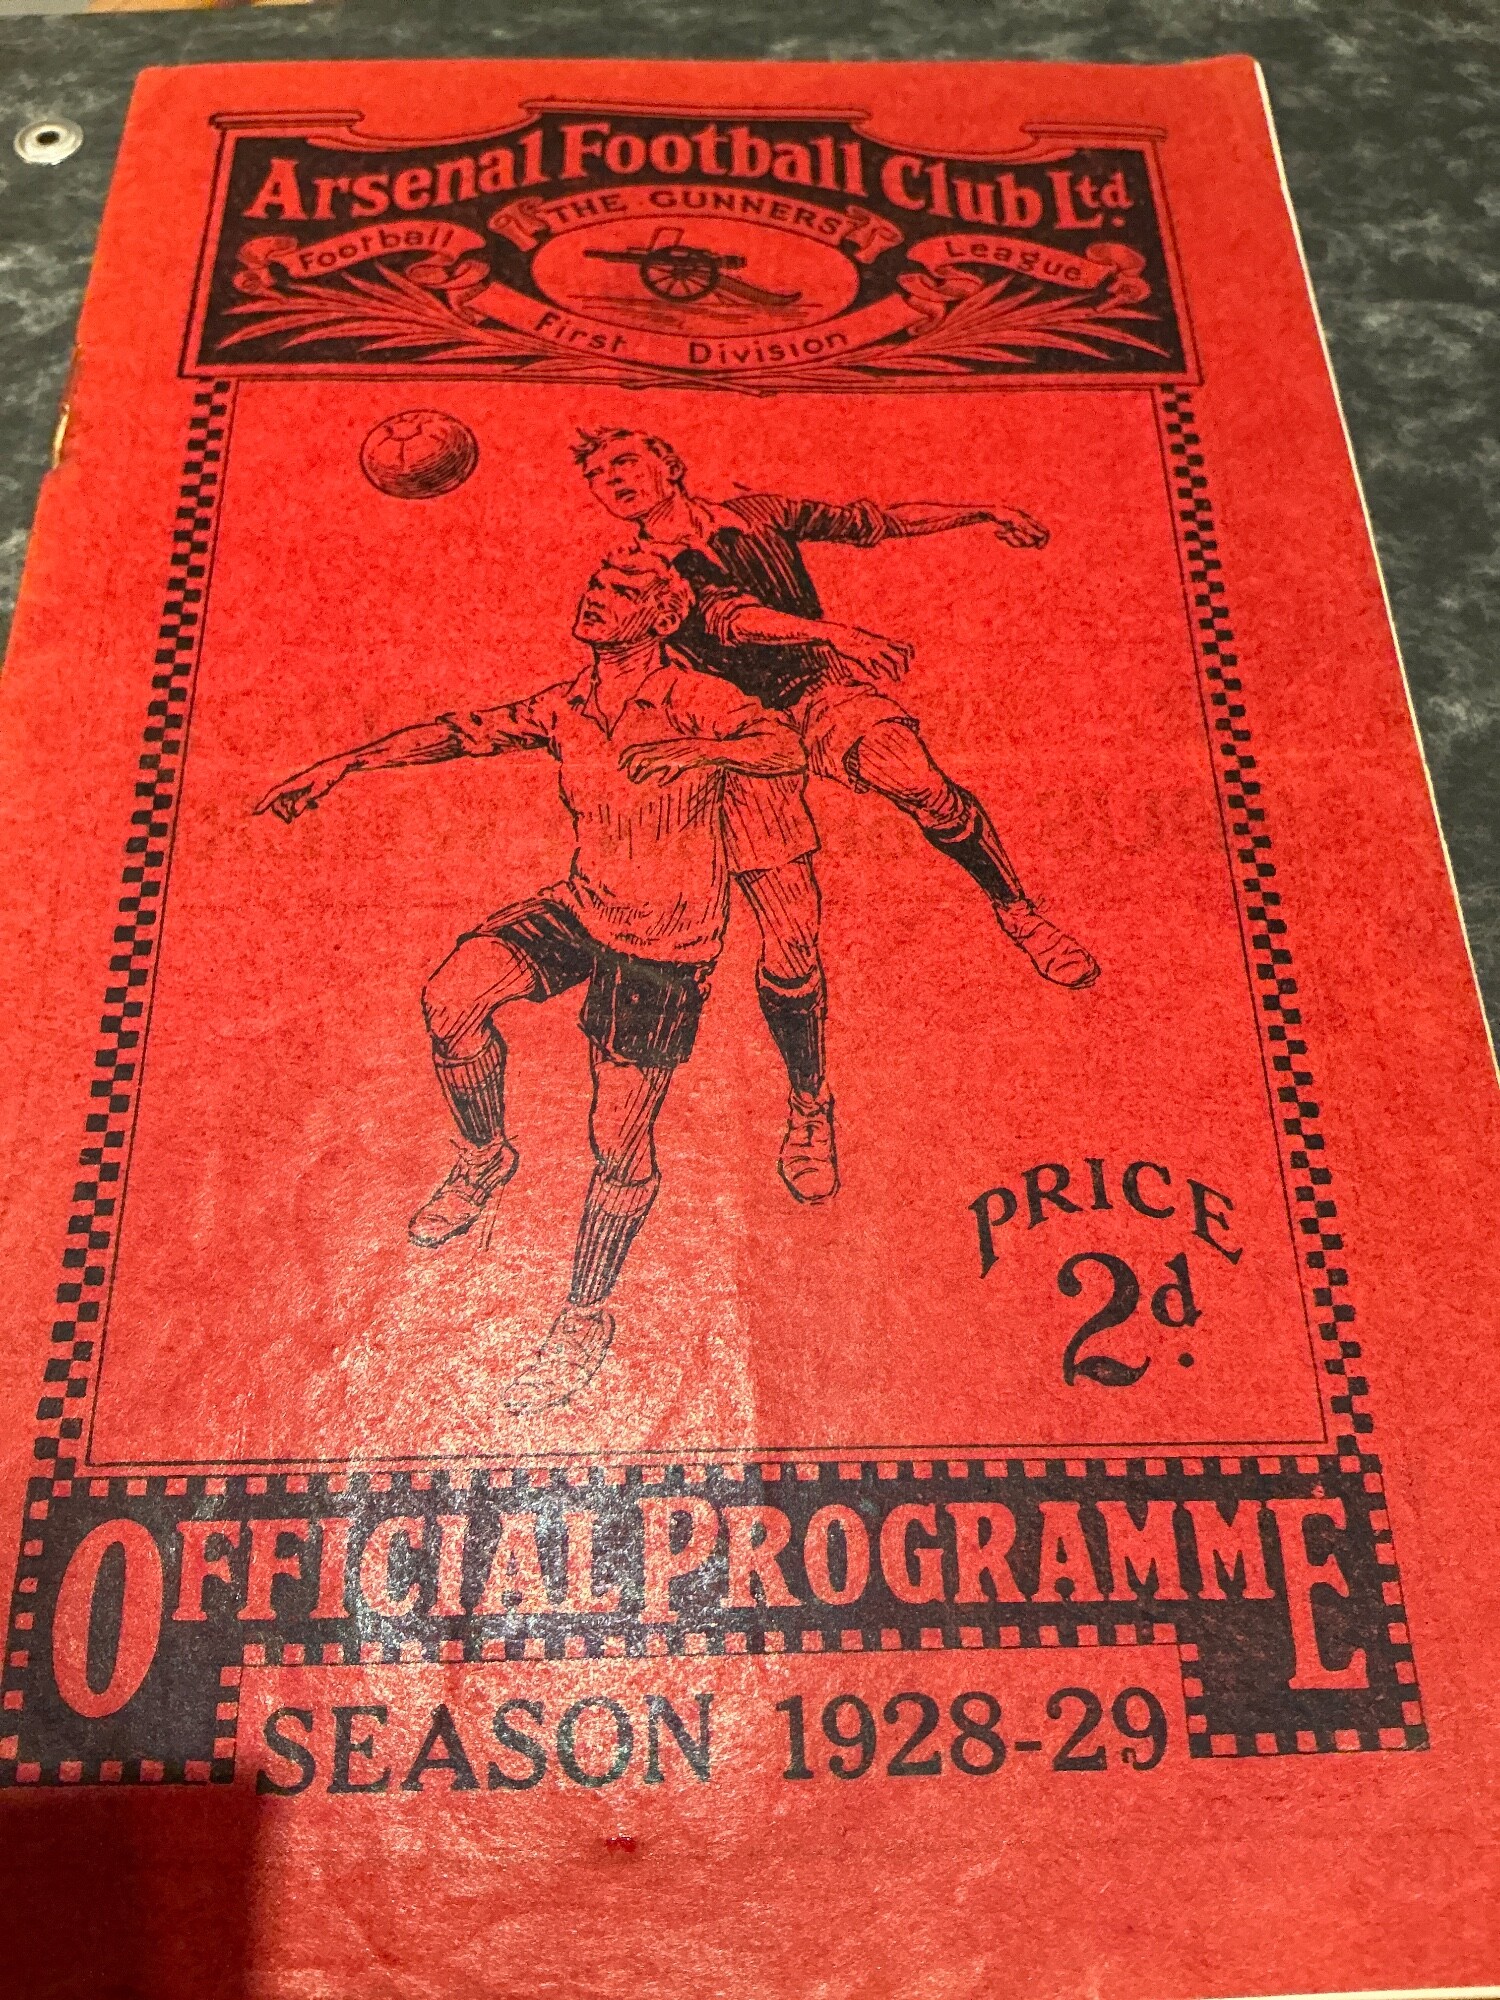 Arsenal Football Club Ltd.
THE GUNNERS
Football League
First Division
PRICE
2d.
OFFICIAL PROGRAMME
SEASON 1928-29